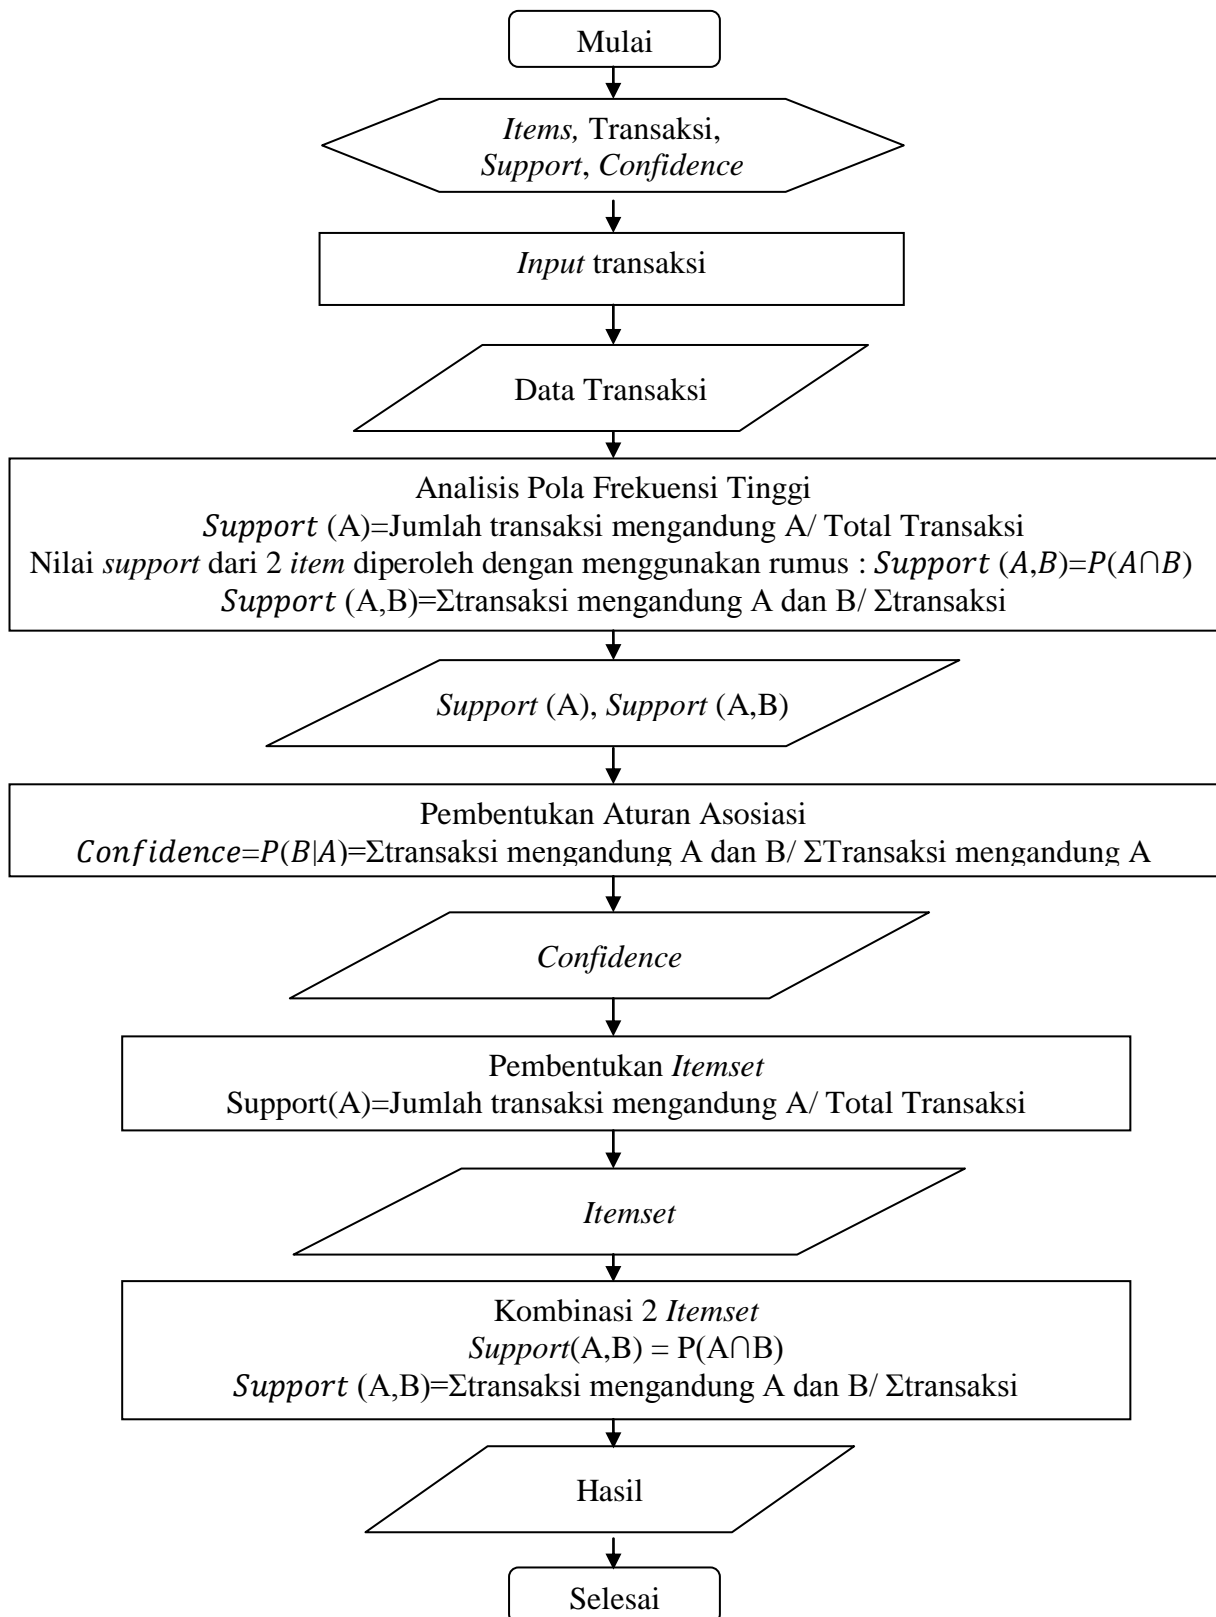 Mulai
Items, Transaksi,
Support, Confidence
Input transaksi
Data Transaksi
Analisis Pola Frekuensi Tinggi
Support (A)=Jumlah transaksi mengandung A/ Total Transaksi
Nilai support dari 2 item diperoleh dengan menggunakan rumus : Support (A,B)=P(A∩B)
Support (A,B)=Σtransaksi mengandung A dan B/ Σtransaksi
Support (A), Support (A,B)
Pembentukan Aturan Asosiasi
Confidence=P(B|A)=Σtransaksi mengandung A dan B/ ΣTransaksi mengandung A
Confidence
Pembentukan Itemset
Support(A)=Jumlah transaksi mengandung A/ Total Transaksi
Itemset
Kombinasi 2 Itemset
Support(A,B) = P(A∩B)
Support (A,B)=Σtransaksi mengandung A dan B/ Σtransaksi
Hasil
Selesai